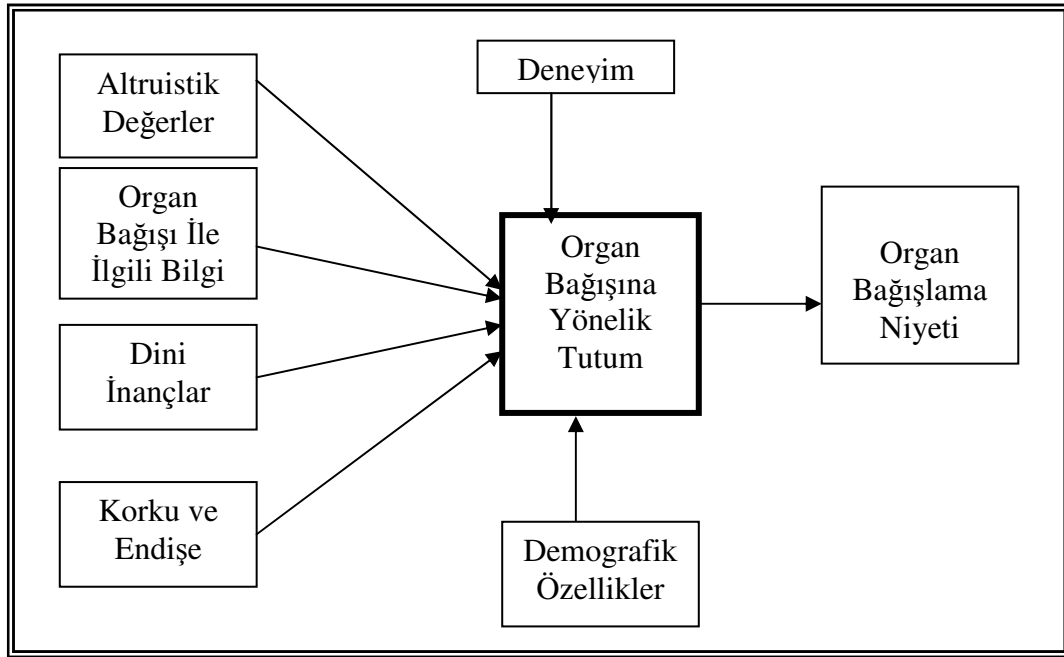 Altruistik
Değerler
Organ
Bağışı İle
İlgili Bilgi
Dini
İnançlar
Korku ve
Endişe
Deneyim
Organ
Bağışına
Yönelik
Tutum
Demografik
Özellikler
Organ
Bağışlama
Niyeti